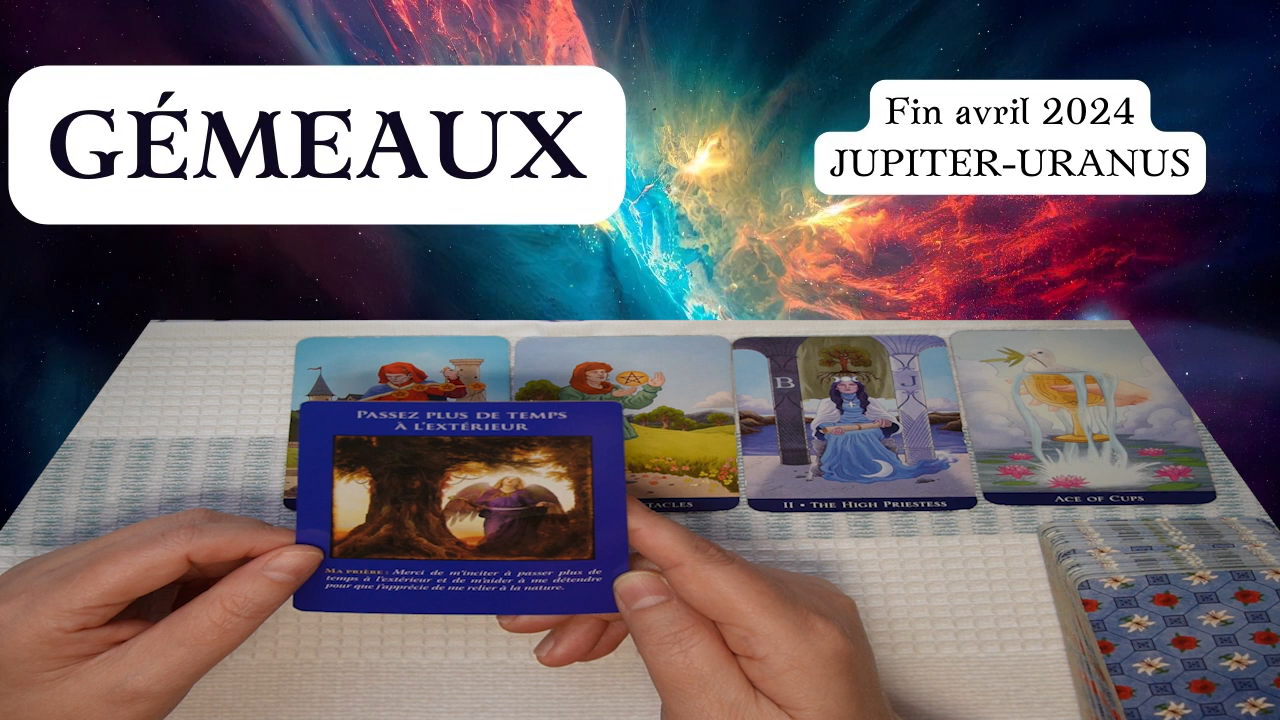 GÉMEAUX
Fin avril 2024
JUPITER-URANUS
B
J
Passez plus de temps
à l'extérieur
TACLES
II • The High Priestess
Ace of Cups
Ma prière : Merci de m'inciter à passer plus de
temps à l'extérieur et de m'aider à me détendre
pour que j'apprécie de me relier à la nature.